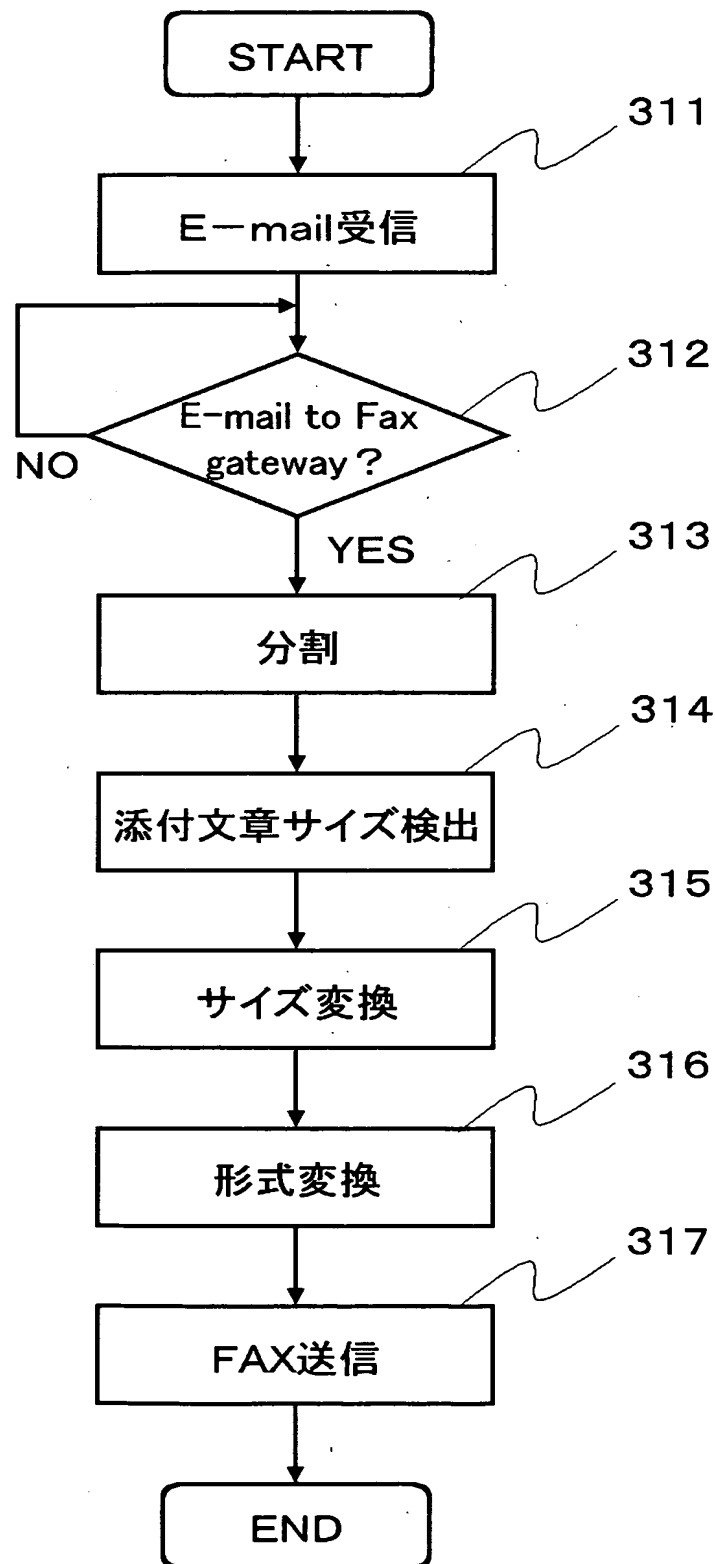 START
311
E－mail受信
312
E-mail to Fax
gateway？
NO
YES
313
分割
314
添付文章サイズ検出
315
サイズ変換
316
形式変換
317
FAX送信
END